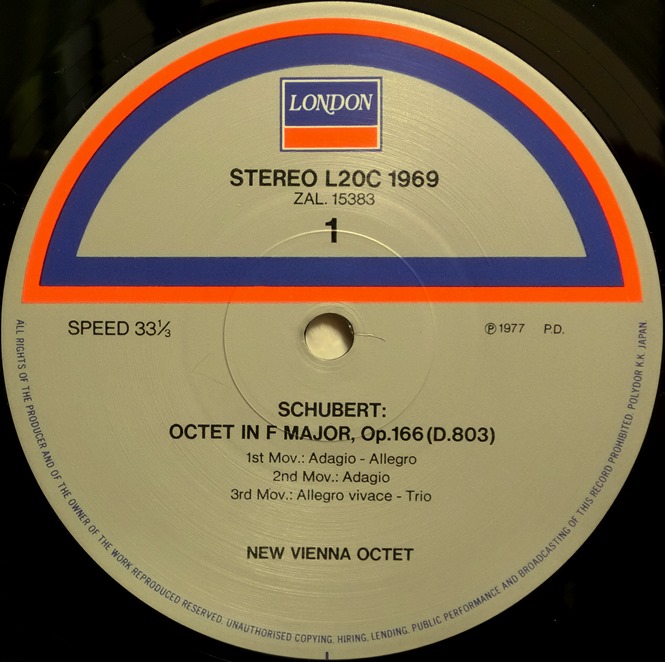 LONDON
STEREO L20C 1969
ZAL. 15383
1
SPEED 33⅓
℗ 1977 P.D.
SCHUBERT:
OCTET IN F MAJOR, Op.166 (D.803)
1st Mov.: Adagio - Allegro
2nd Mov.: Adagio
3rd Mov.: Allegro vivace - Trio
NEW VIENNA OCTET
ALL RIGHTS OF THE PRODUCER AND OF THE OWNER OF THE WORK REPRODUCED RESERVED. UNAUTHORISED COPYING, HIRING, LENDING, PUBLIC PERFORMANCE AND BROADCASTING OF THIS RECORD PROHIBITED. POLYDOR K.K. JAPAN.